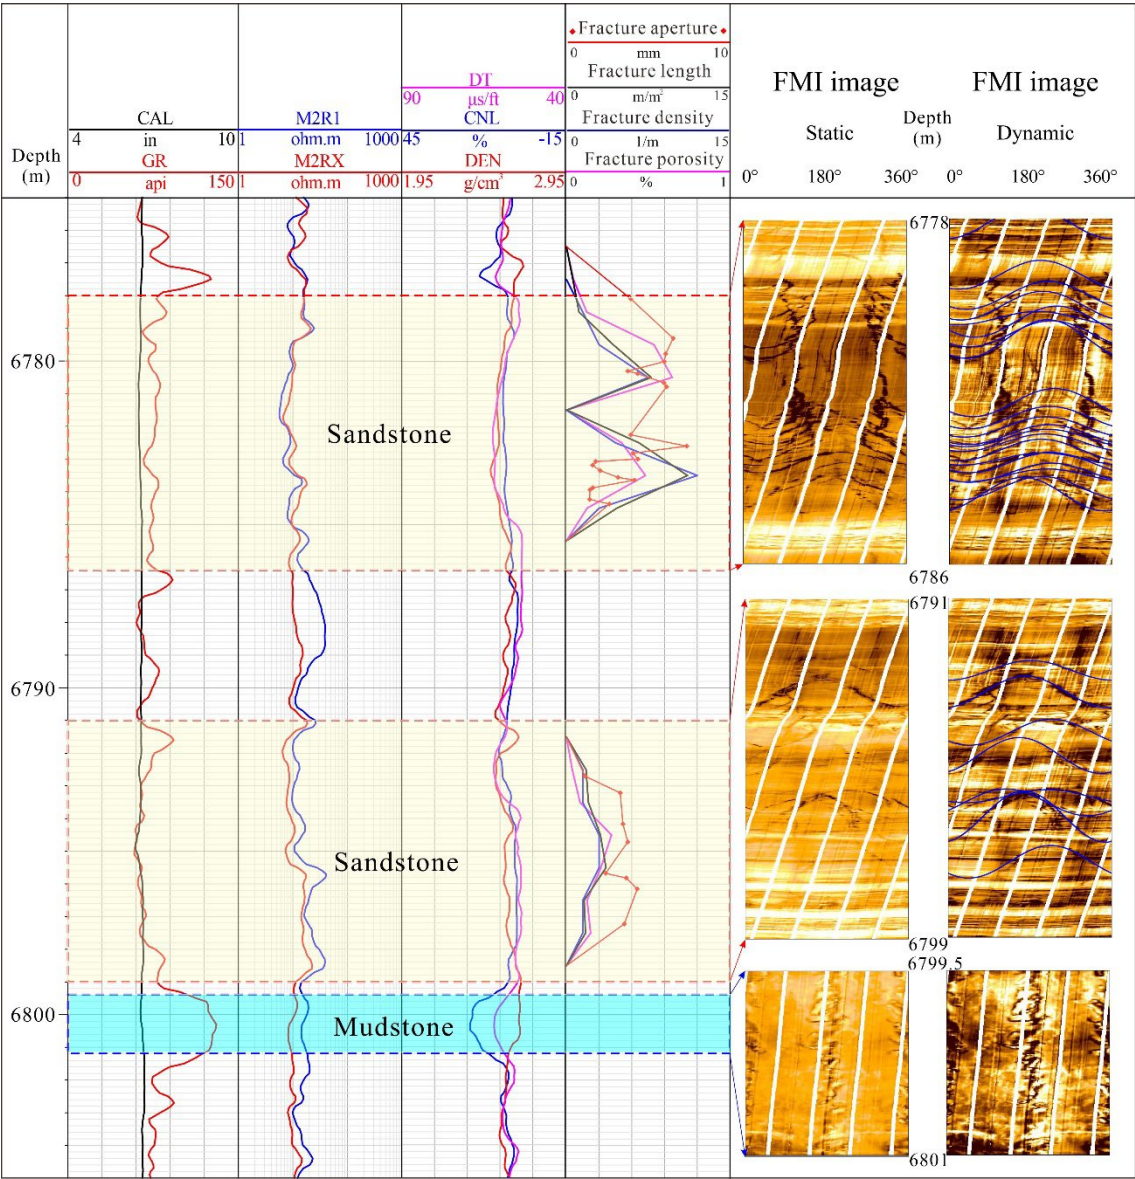 Depth
(m)
CAL
4 in 10
GR
0 api 150
M2R1
1 ohm.m 1000
M2RX
1 ohm.m 1000
DT
90 μs/ft 40
CNL
45 % -15
DEN
1.95 g/cm³ 2.95
Fracture aperture
0 mm 10
Fracture length
0 m/m² 15
Fracture density
0 1/m 15
Fracture porosity
0 % 1
FMI image
Static
0° 180° 360°
Depth
(m)
FMI image
Dynamic
0° 180° 360°
6778
6780
Sandstone
6786
6791
6790
Sandstone
6799
6799.5
6800
Mudstone
6801